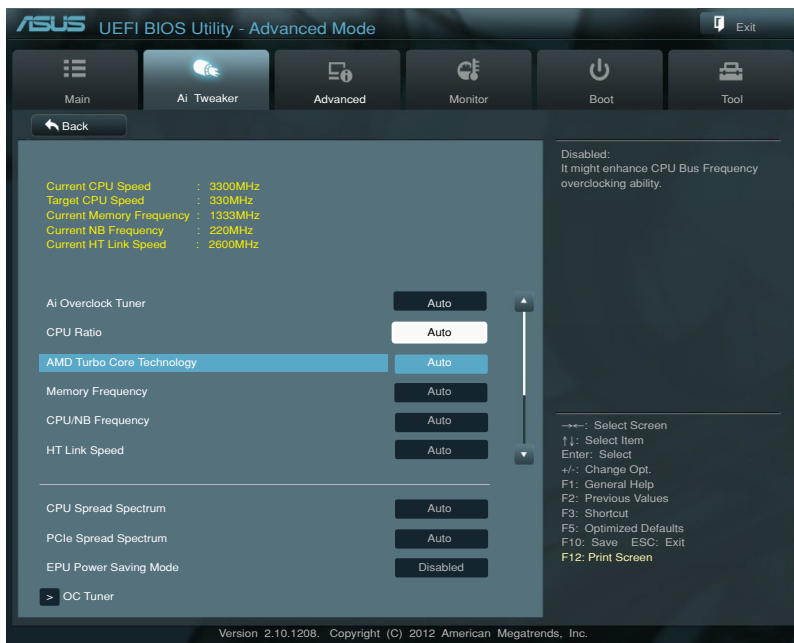 ASUS UEFI BIOS Utility - Advanced Mode
Exit
Main
Ai Tweaker
Advanced
Monitor
Boot
Tool
Back
Current CPU Speed : 3300MHz
Target CPU Speed : 330MHz
Current Memory Frequency : 1333MHz
Current NB Frequency : 220MHz
Current HT Link Speed : 2600MHz
Ai Overclock Tuner Auto
CPU Ratio Auto
AMD Turbo Core Technology Auto
Memory Frequency Auto
CPU/NB Frequency Auto
HT Link Speed Auto
CPU Spread Spectrum Auto
PCIe Spread Spectrum Auto
EPU Power Saving Mode Disabled
> OC Tuner
Disabled:
It might enhance CPU Bus Frequency
overclocking ability.
→←: Select Screen
↑↓: Select Item
Enter: Select
+/-: Change Opt.
F1: General Help
F2: Previous Values
F3: Shortcut
F5: Optimized Defaults
F10: Save ESC: Exit
F12: Print Screen
Version 2.10.1208. Copyright (C) 2012 American Megatrends, Inc.